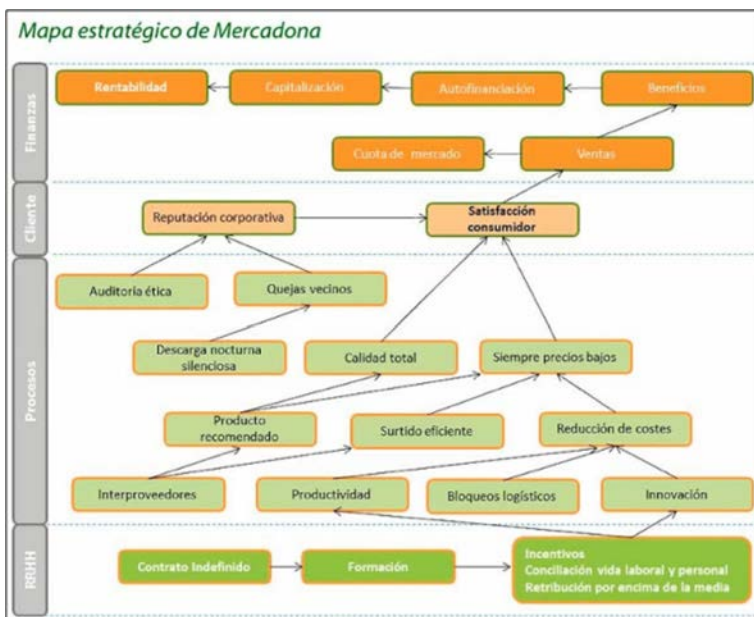 Mapa estratégico de Mercadona
Finanzas
Rentabilidad
Capitalización
Autofinanciación
Beneficios
Cuota de mercado
Ventas
Cliente
Reputación corporativa
Satisfacción
consumidor
Procesos
Auditoria ética
Quejas vecinos
Descarga nocturna
silenciosa
Calidad total
Siempre precios bajos
Producto
recomendado
Surtido eficiente
Reducción de costes
Interproveedores
Productividad
Bloqueos logísticos
Innovación
RRHH
Contrato Indefinido
Formación
Incentivos
Conciliación vida laboral y personal
Retribución por encima de la media